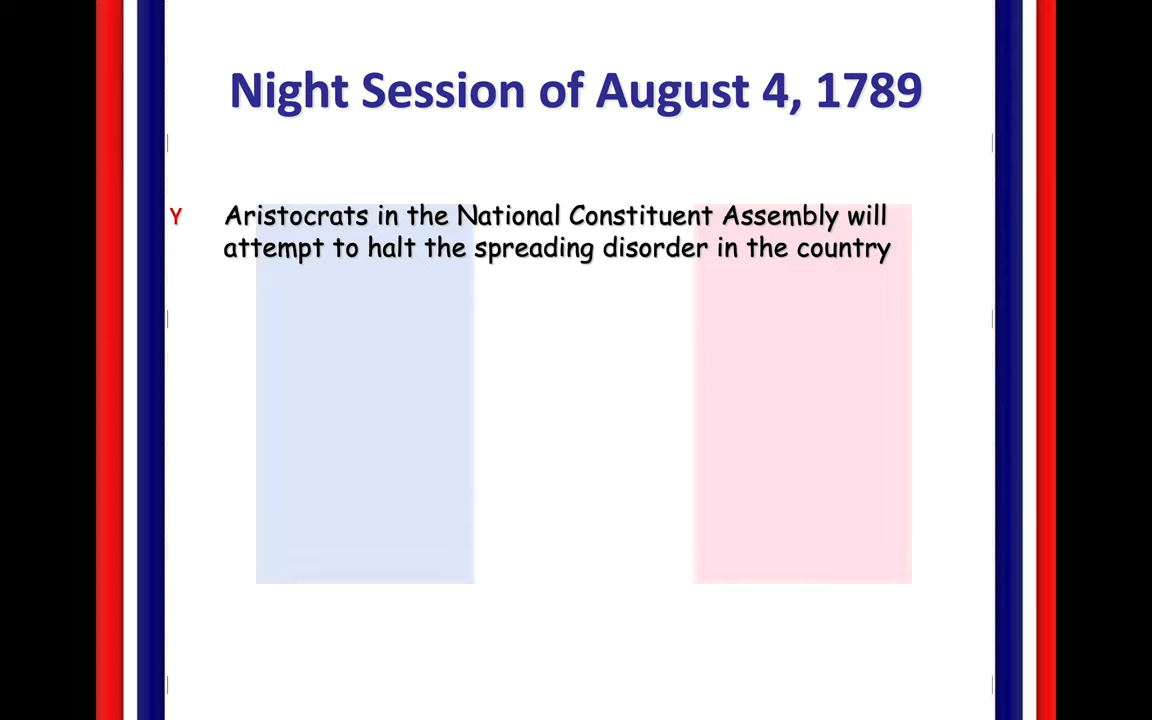 Night Session of August 4, 1789
Y Aristocrats in the National Constituent Assembly will
attempt to halt the spreading disorder in the country